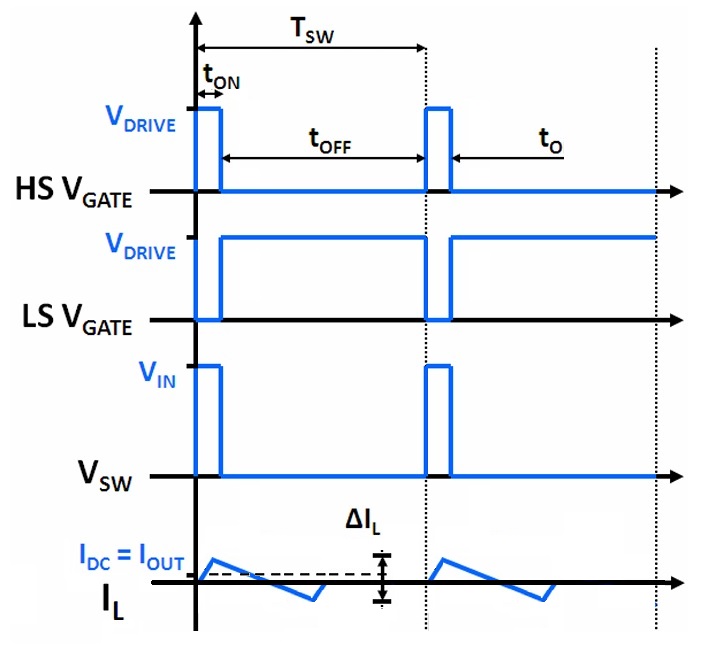 TSW
tON
VDRIVE
tOFF
tO
HS VGATE
VDRIVE
LS VGATE
VIN
VSW
ΔIL
IDC = IOUT
IL